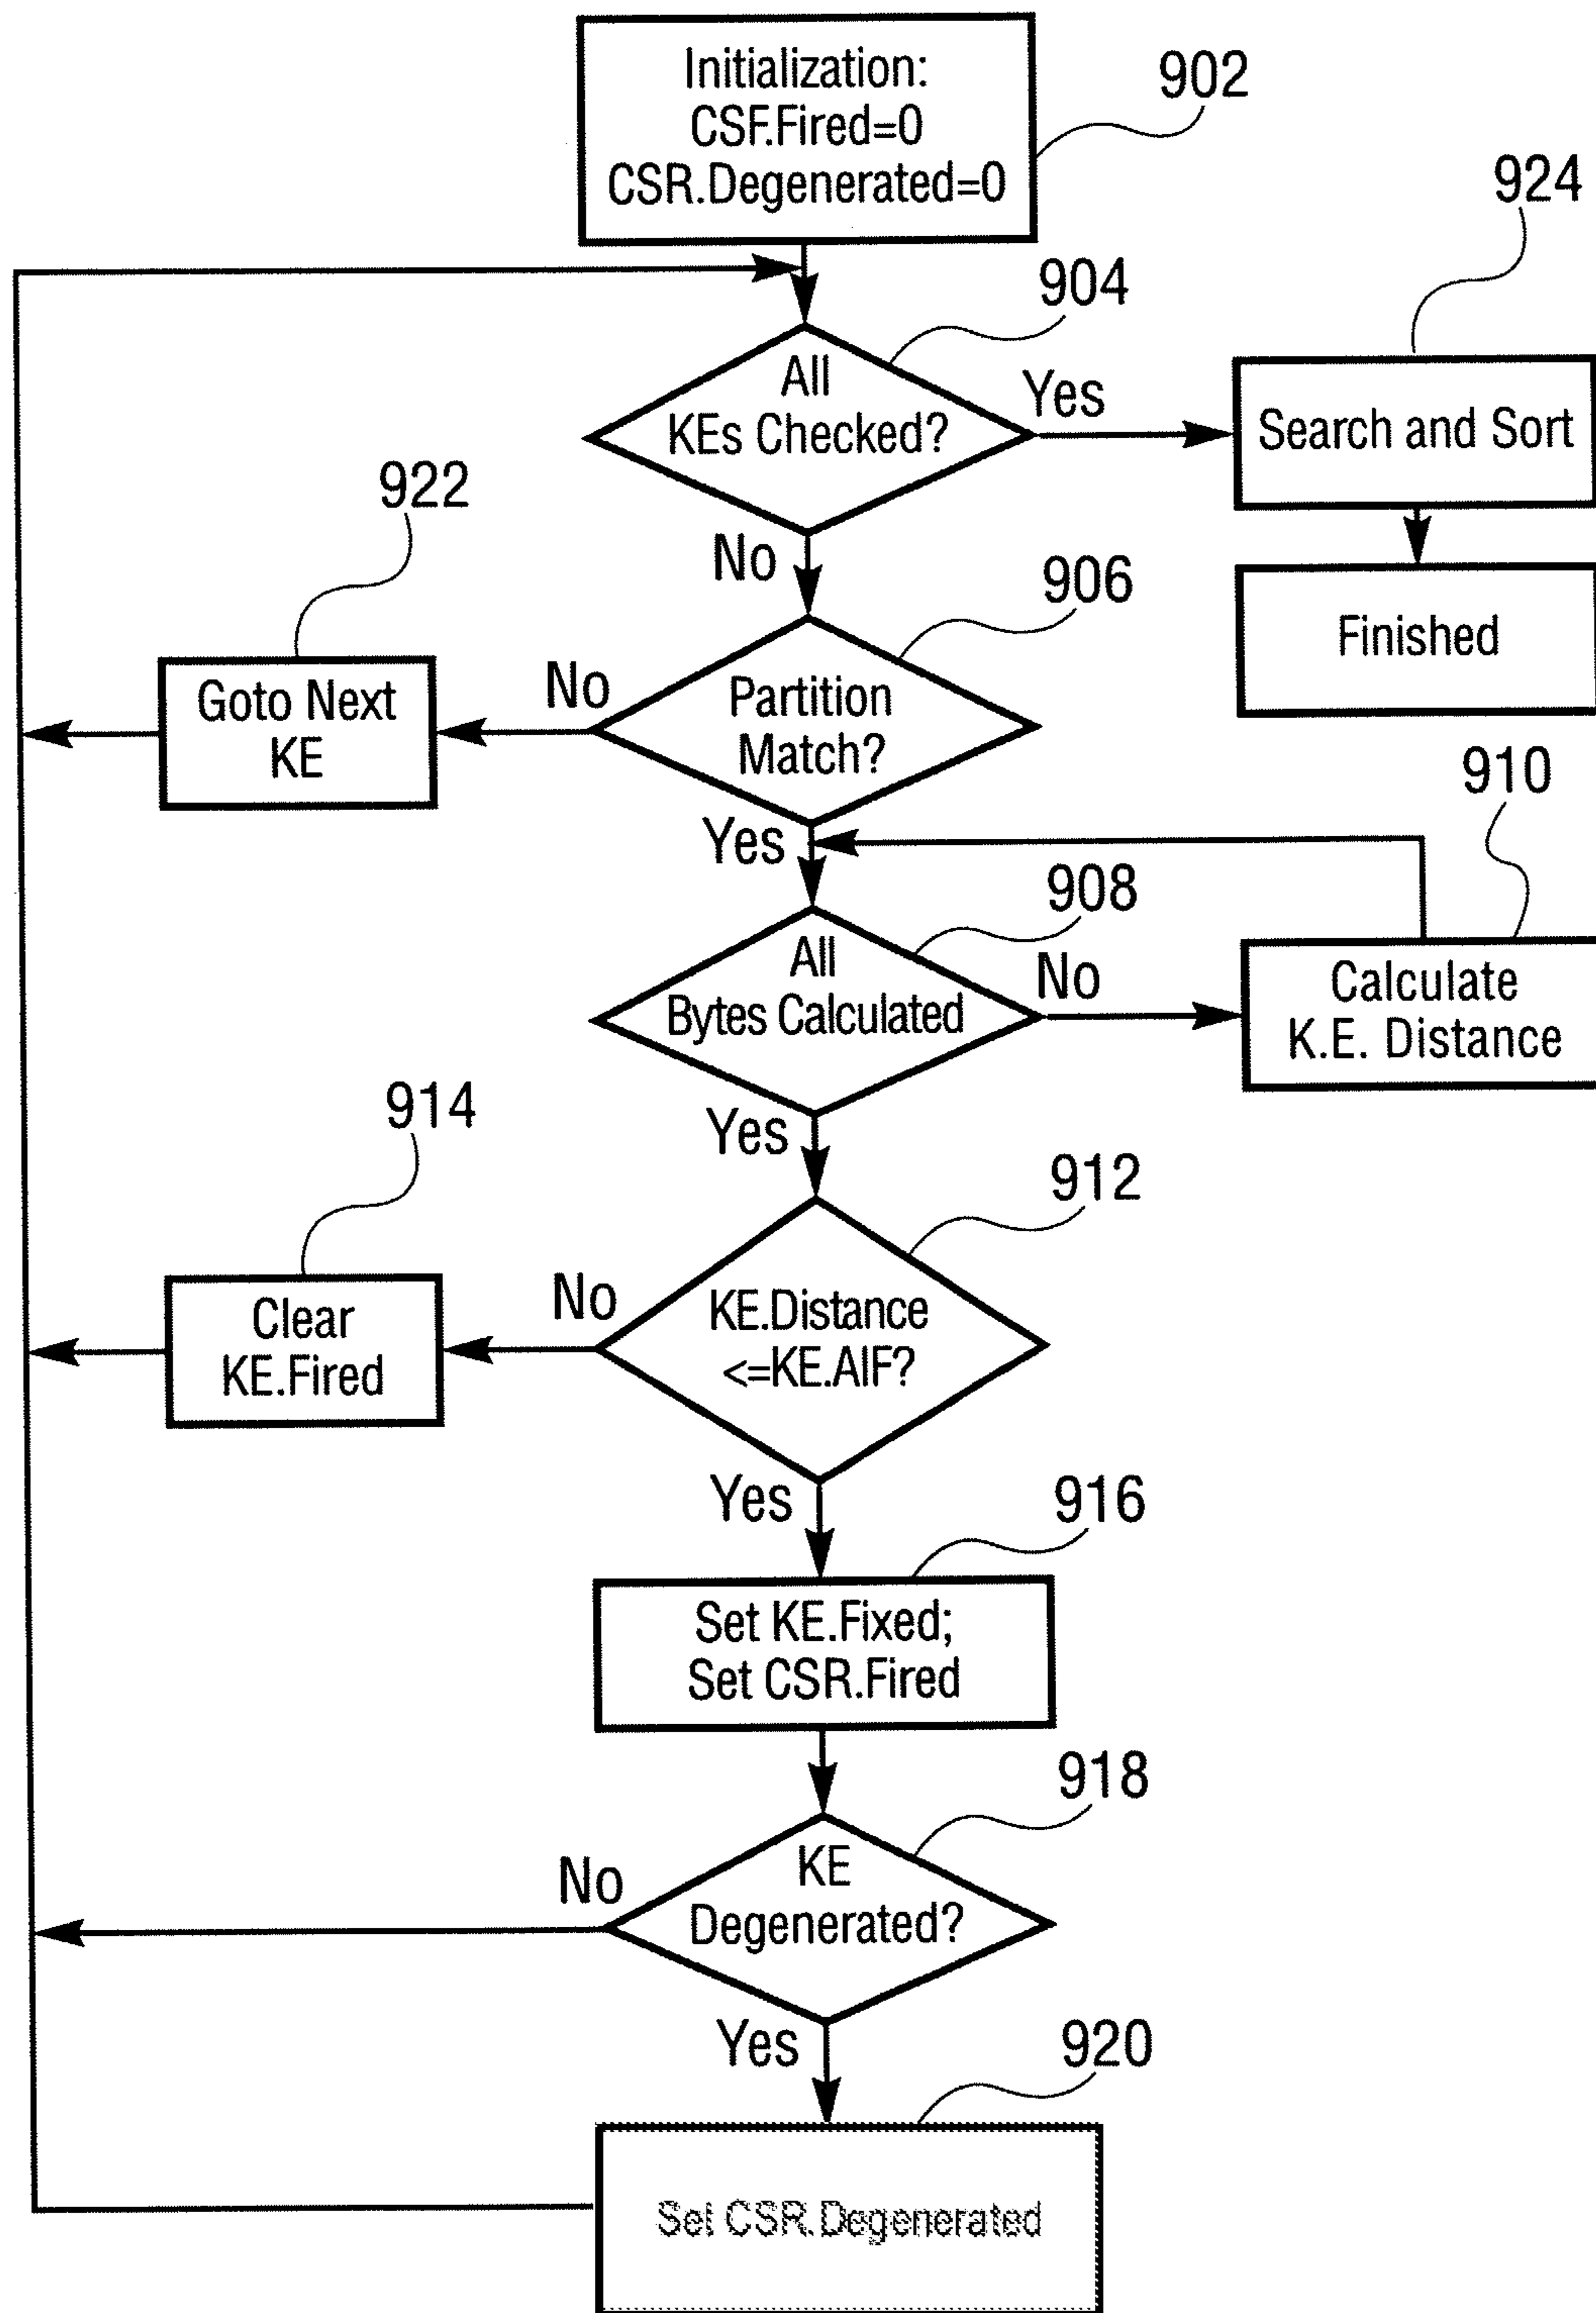 Initialization:
CSF.Fired=0
CSR.Degenerated=0
902
924
904
All
KEs Checked?
Yes
Search and Sort
922
No
906
Finished
Goto Next
KE
No
Partition
Match?
910
Yes
908
All
Bytes Calculated
No
Calculate
K.E. Distance
914
Yes
912
Clear
KE.Fired
No
KE.Distance
<=KE.AIF?
Yes
916
Set KE.Fixed;
Set CSR.Fired
918
No
KE
Degenerated?
Yes
920
Set CSR.Degenerated